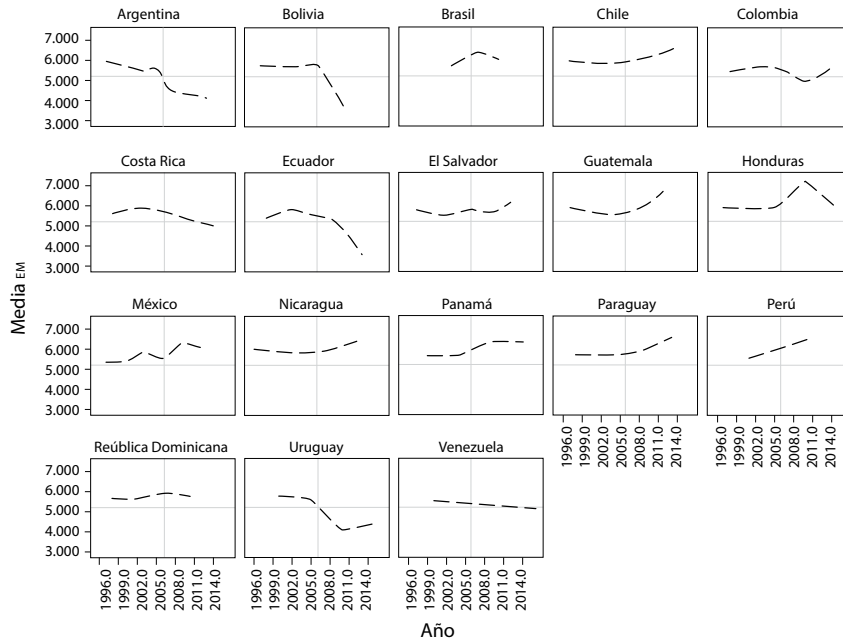 Argentina Bolivia Brasil Chile Colombia
7.000
6.000
5.000
4.000
3.000
Costa Rica Ecuador El Salvador Guatemala Honduras
7.000
6.000
5.000
4.000
3.000
Media EM
México Nicaragua Panamá Paraguay Perú
7.000
6.000
5.000
4.000
3.000
1996.0 1999.0 2002.0 2005.0 2008.0 2011.0 2014.0 1996.0 1999.0 2002.0 2005.0 2008.0 2011.0 2014.0
Reública Dominicana Uruguay Venezuela
7.000
6.000
5.000
4.000
3.000
1996.0 1999.0 2002.0 2005.0 2008.0 2011.0 2014.0 1996.0 1999.0 2002.0 2005.0 2008.0 2011.0 2014.0 1996.0 1999.0 2002.0 2005.0 2008.0 2011.0 2014.0
Año